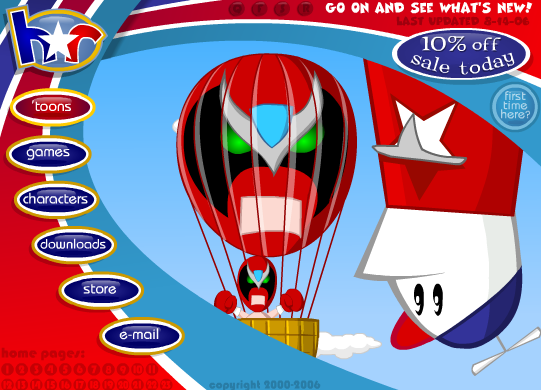 GO ON AND SEE WHAT'S NEW!
LAST UPDATED 8-14-06
h★r
10% off
sale today
first
time
here?
'toons
games
characters
downloads
store
e-mail
home pages:
copyright 2000-2006